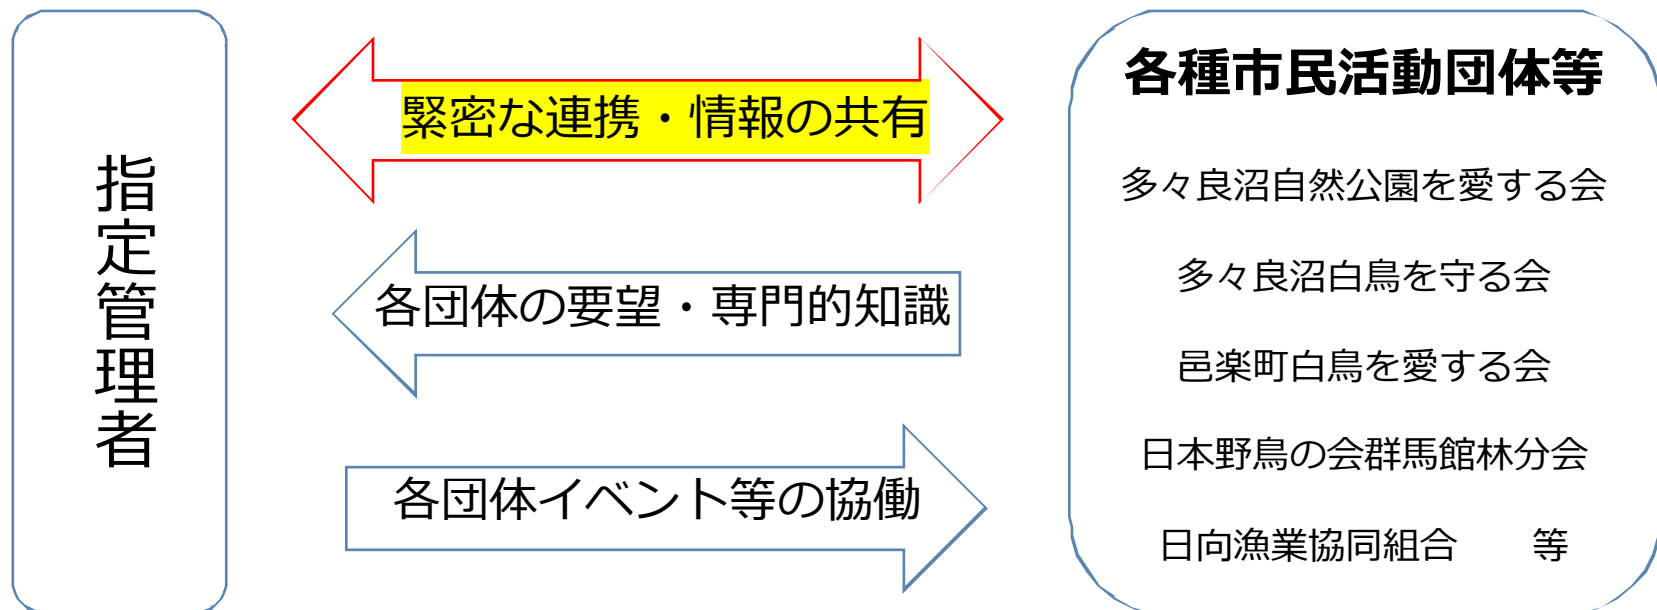 指定管理者
緊密な連携・情報の共有
各団体の要望・専門的知識
各団体イベント等の協働
各種市民活動団体等
多々良沼自然公園を愛する会
多々良沼白鳥を守る会
邑楽町白鳥を愛する会
日本野鳥の会群馬館林分会
日向漁業協同組合　　等